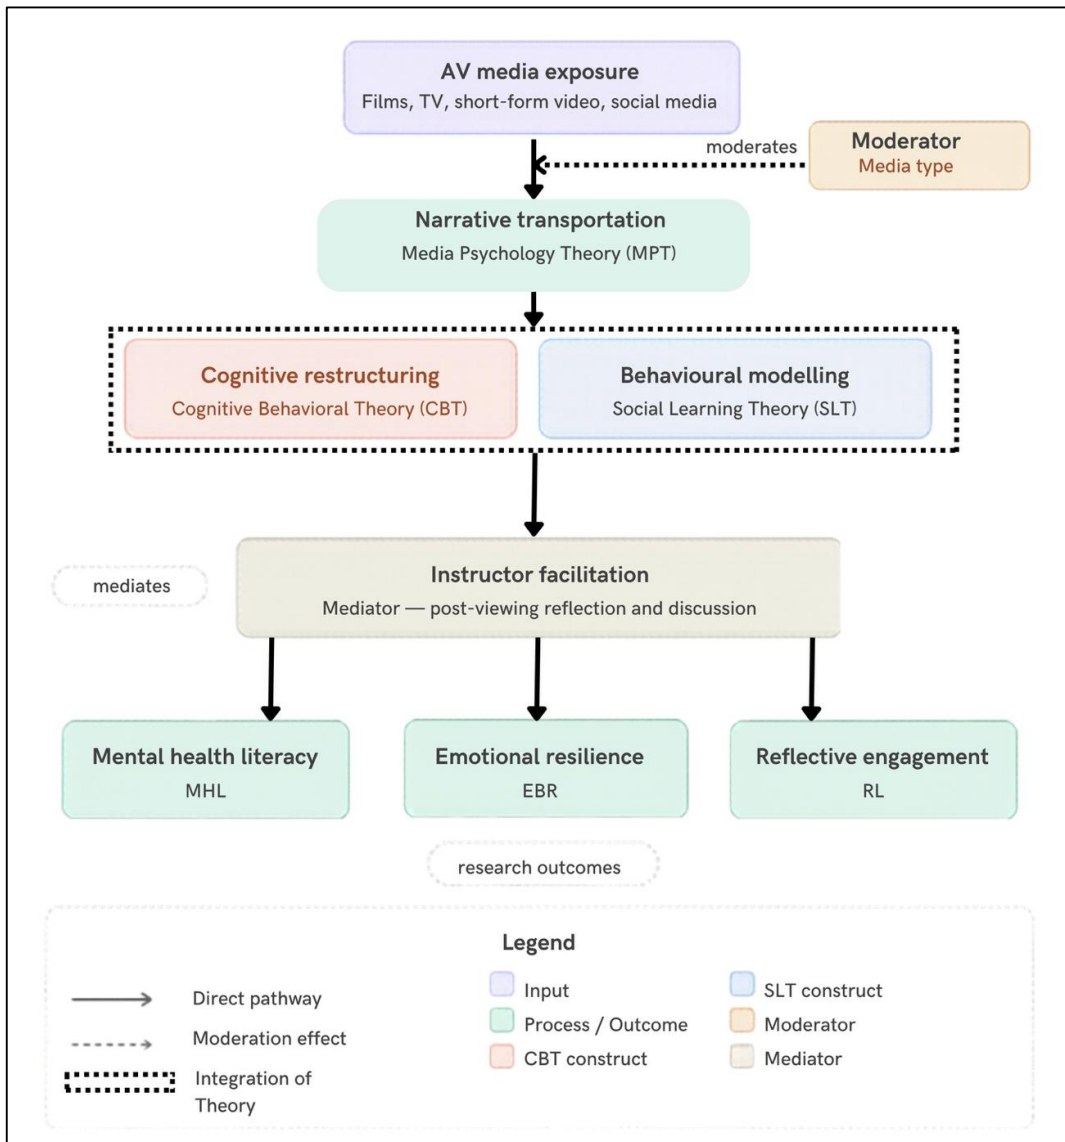 AV media exposure
Films, TV, short-form video, social media
moderates
Moderator
Media type
Narrative transportation
Media Psychology Theory (MPT)
Cognitive restructuring
Cognitive Behavioral Theory (CBT)
Behavioural modelling
Social Learning Theory (SLT)
mediates
Instructor facilitation
Mediator — post-viewing reflection and discussion
Mental health literacy
MHL
Emotional resilience
EBR
Reflective engagement
RL
research outcomes
Legend
Direct pathway
Moderation effect
Integration of
Theory
Input
Process / Outcome
CBT construct
SLT construct
Moderator
Mediator